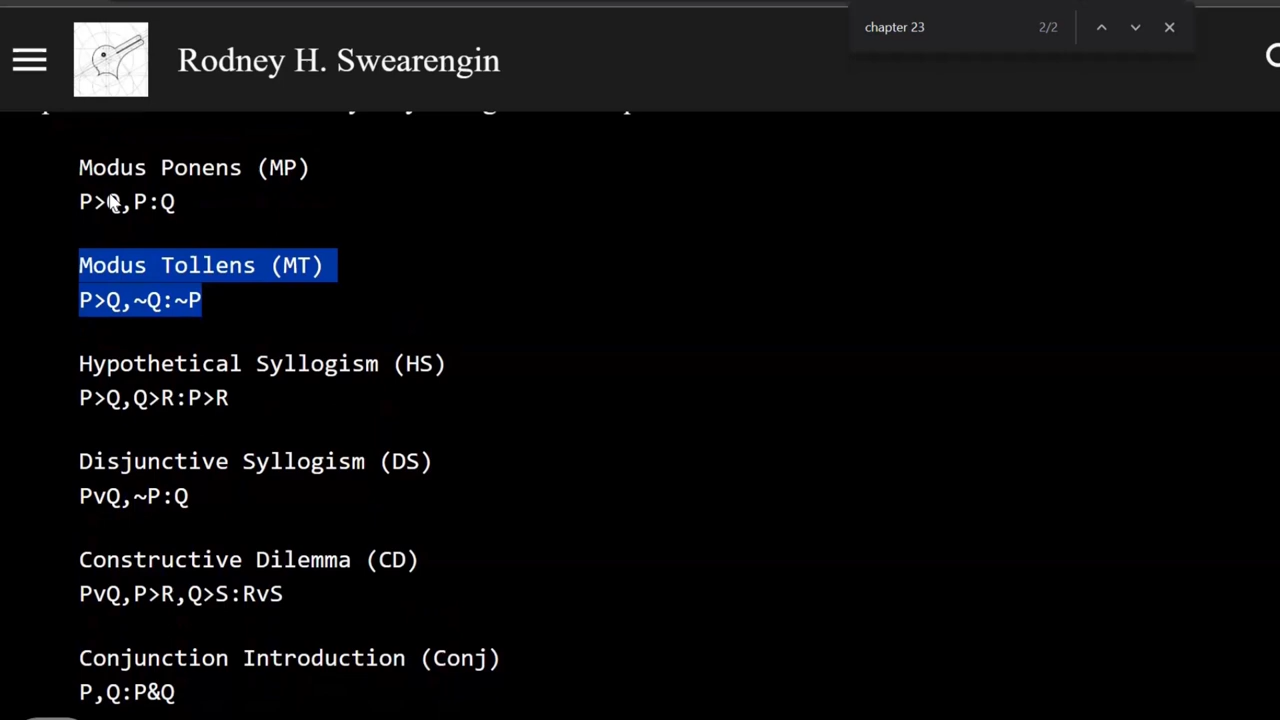 chapter 23
2/2
Rodney H. Swearengin
Modus Ponens (MP)
P>Q,P:Q
Modus Tollens (MT)
P>Q,~Q:~P
Hypothetical Syllogism (HS)
P>Q,Q>R:P>R
Disjunctive Syllogism (DS)
PvQ,~P:Q
Constructive Dilemma (CD)
PvQ,P>R,Q>S:RvS
Conjunction Introduction (Conj)
P,Q:P&Q